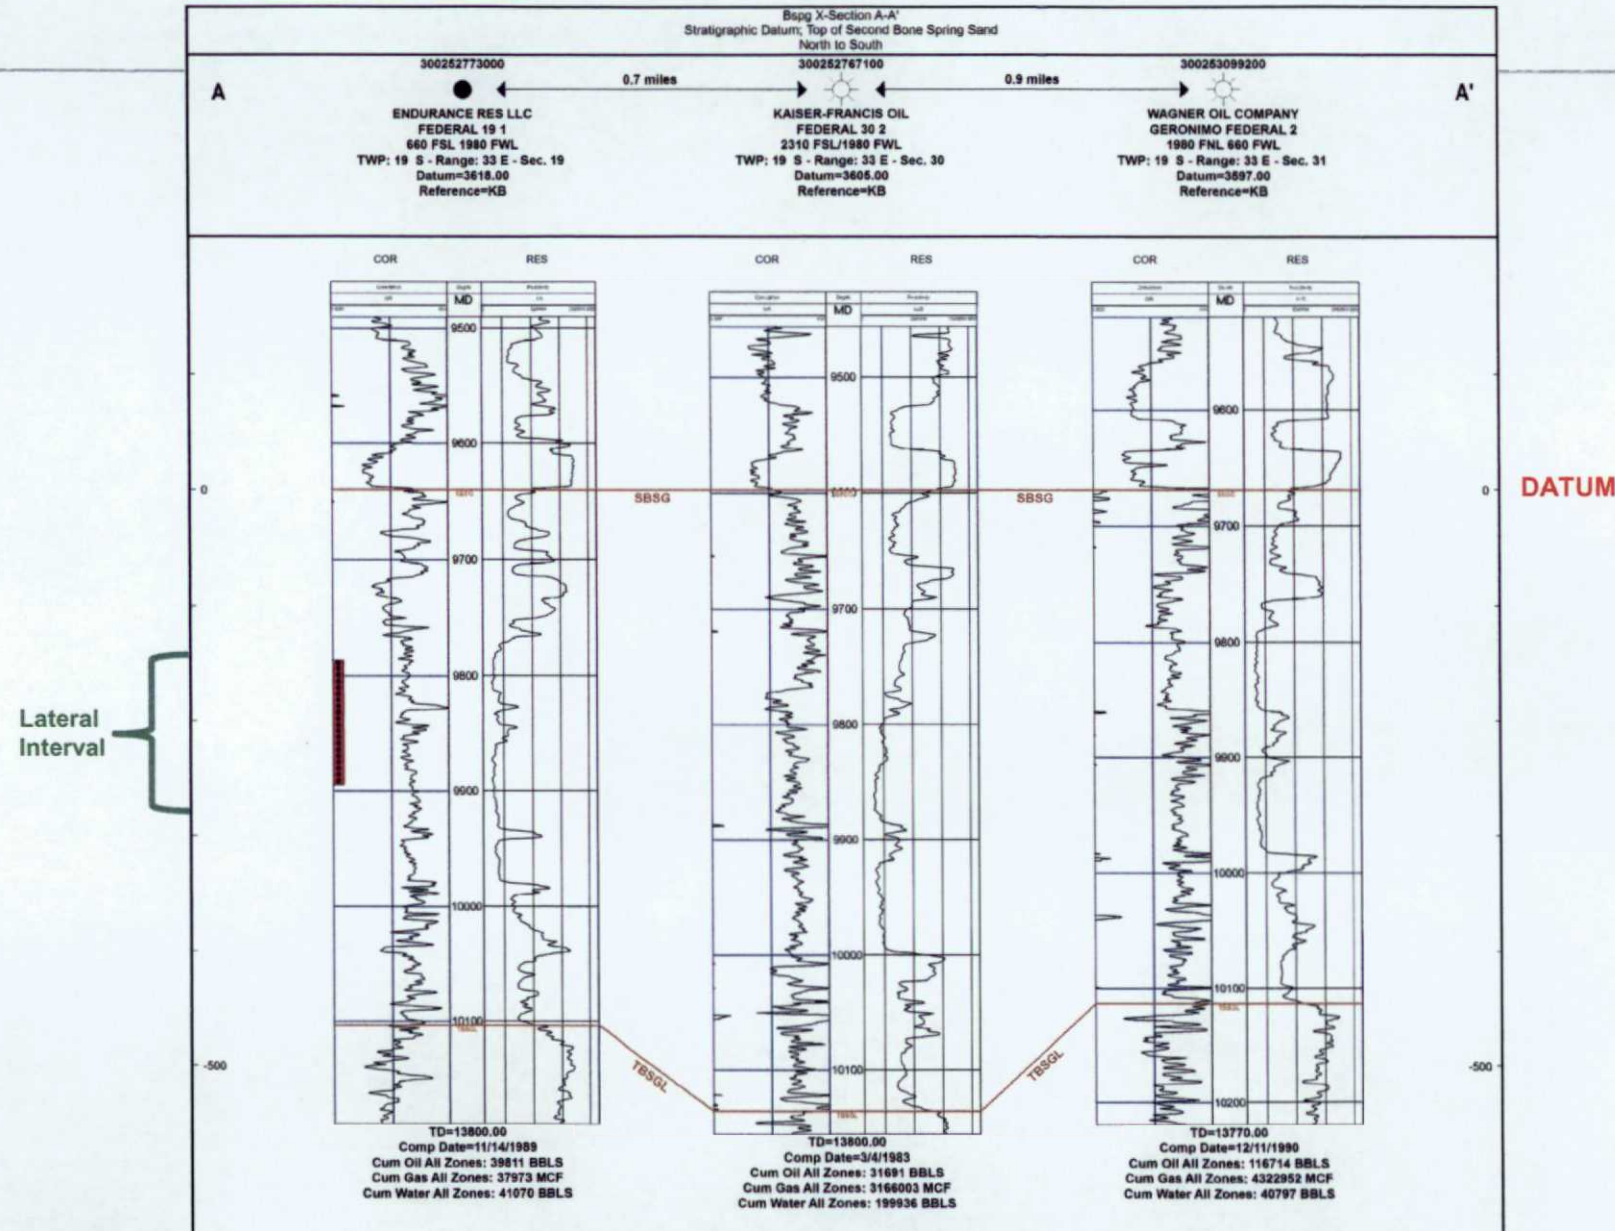 Bspg X-Section A-A'
Stratigraphic Datum; Top of Second Bone Spring Sand
North to South
A
A'
300252773000
0.7 miles
300252767100
0.9 miles
300253099200
ENDURANCE RES LLC
FEDERAL 19 1
660 FSL 1980 FWL
TWP: 19 S - Range: 33 E - Sec. 19
Datum=3618.00
Reference=KB
KAISER-FRANCIS OIL
FEDERAL 30 2
2310 FSL/1980 FWL
TWP: 19 S - Range: 33 E - Sec. 30
Datum=3605.00
Reference=KB
WAGNER OIL COMPANY
GERONIMO FEDERAL 2
1980 FNL 660 FWL
TWP: 19 S - Range: 33 E - Sec. 31
Datum=3597.00
Reference=KB
COR
RES
COR
RES
COR
RES
MD
MD
MD
9500
9600
9700
9800
9900
10000
10100
9500
9700
9800
9900
10000
10100
9600
9700
9800
9900
10000
10100
10200
0
-500
0
-500
SBSG
SBSG
DATUM
TBSGL
TBSGL
Lateral
Interval
TD=13800.00
Comp Date=11/14/1989
Cum Oil All Zones: 39811 BBLS
Cum Gas All Zones: 37973 MCF
Cum Water All Zones: 41070 BBLS
TD=13800.00
Comp Date=3/4/1983
Cum Oil All Zones: 31691 BBLS
Cum Gas All Zones: 3166003 MCF
Cum Water All Zones: 199936 BBLS
TD=13770.00
Comp Date=12/11/1990
Cum Oil All Zones: 116714 BBLS
Cum Gas All Zones: 4322952 MCF
Cum Water All Zones: 40797 BBLS